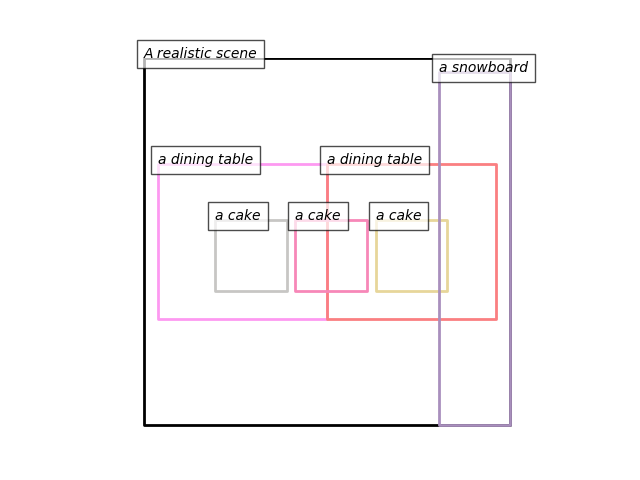 A realistic scene
a snowboard
a dining table
a dining table
a cake
a cake
a cake